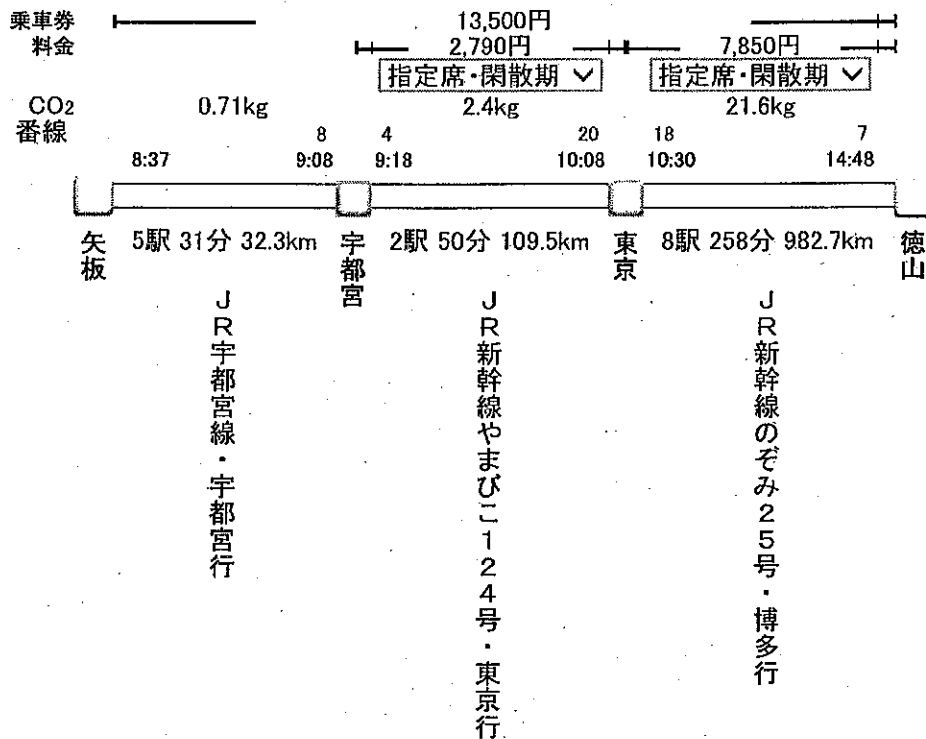 乗車券 13,500円
料金 2,790円 7,850円
指定席・閑散期 指定席・閑散期
CO2 0.71kg 2.4kg 21.6kg
番線 8 4 20 18 7
8:37 9:08 9:18 10:08 10:30 14:48
矢板 5駅 31分 32.3km 宇都宮 2駅 50分 109.5km 東京 8駅 258分 982.7km 徳山
JR宇都宮線・宇都宮行
JR新幹線やまびこ124号・東京行
JR新幹線のぞみ25号・博多行